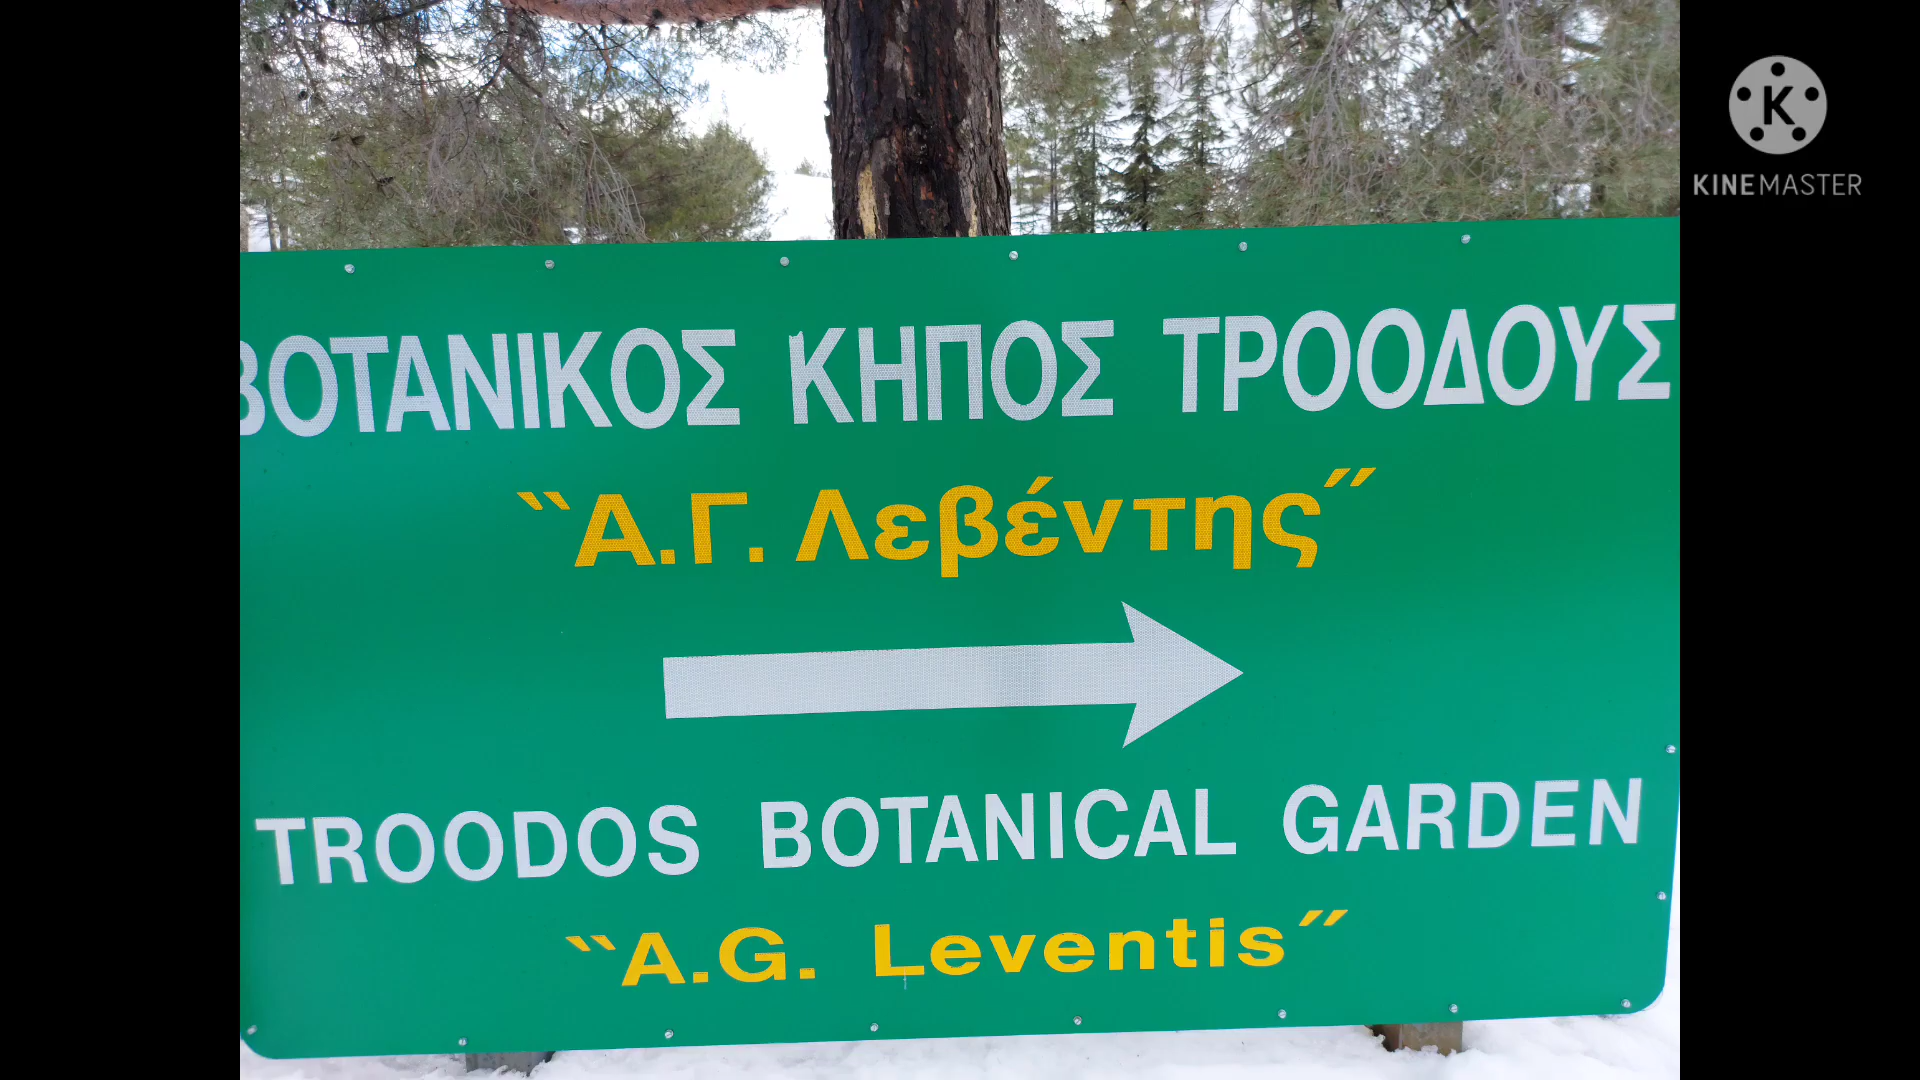 ΒΟΤΑΝΙΚΟΣ ΚΗΠΟΣ ΤΡΟΟΔΟΥΣ
"Α.Γ. Λεβέντης"
TROODOS BOTANICAL GARDEN
"A.G. Leventis"
K
KINEMASTER